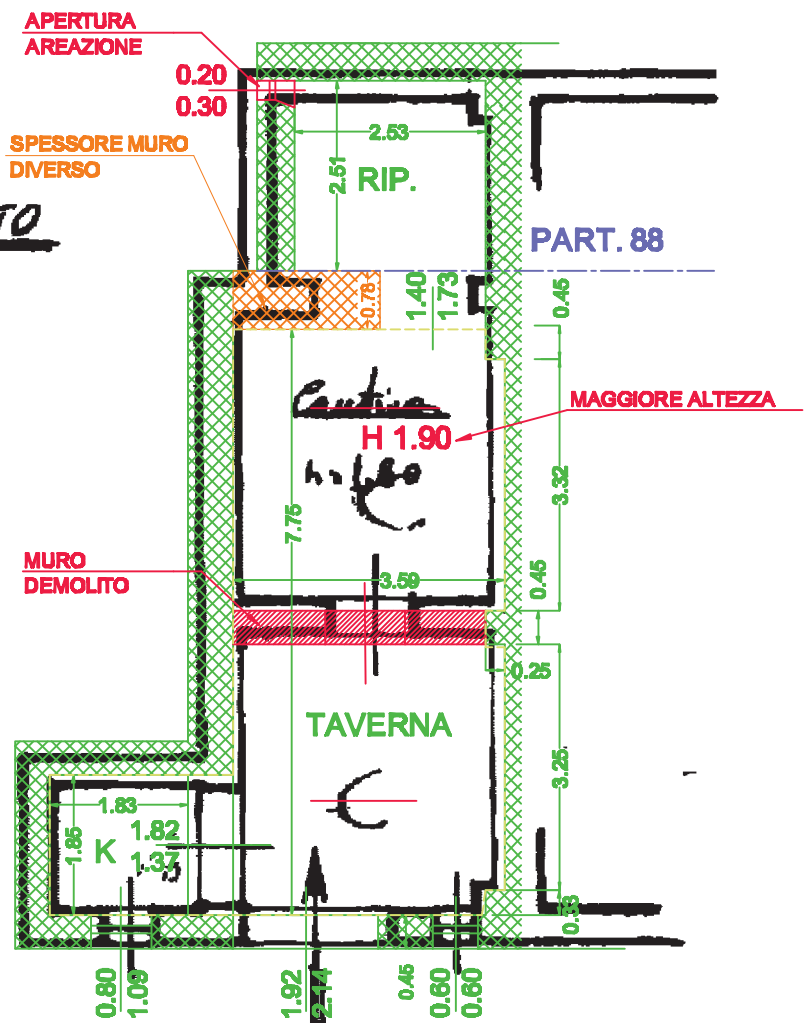 APERTURA
AREAZIONE
0.20
0.30
SPESSORE MURO
DIVERSO
2.53
2.51
RIP.
TO
PART. 88
0.78
1.40
1.73
0.45
Cantina
MAGGIORE ALTEZZA
H 1.90
3.32
7.75
MURO
DEMOLITO
3.59
0.45
0.25
TAVERNA
3.25
1.83
1.85
K
1.82
1.37
0.33
0.80
1.09
1.92
2.14
0.45
0.60
0.60